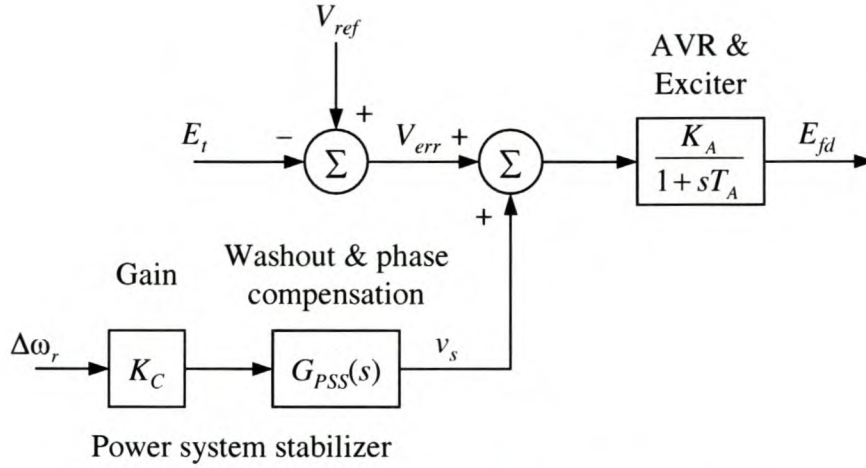 V_ref
AVR &
Exciter
E_t
−
+
V_err
+
Σ
Σ
K_A
1 + sT_A
E_fd
+
Washout & phase
compensation
Gain
Δω_r
K_C
G_PSS(s)
v_s
Power system stabilizer